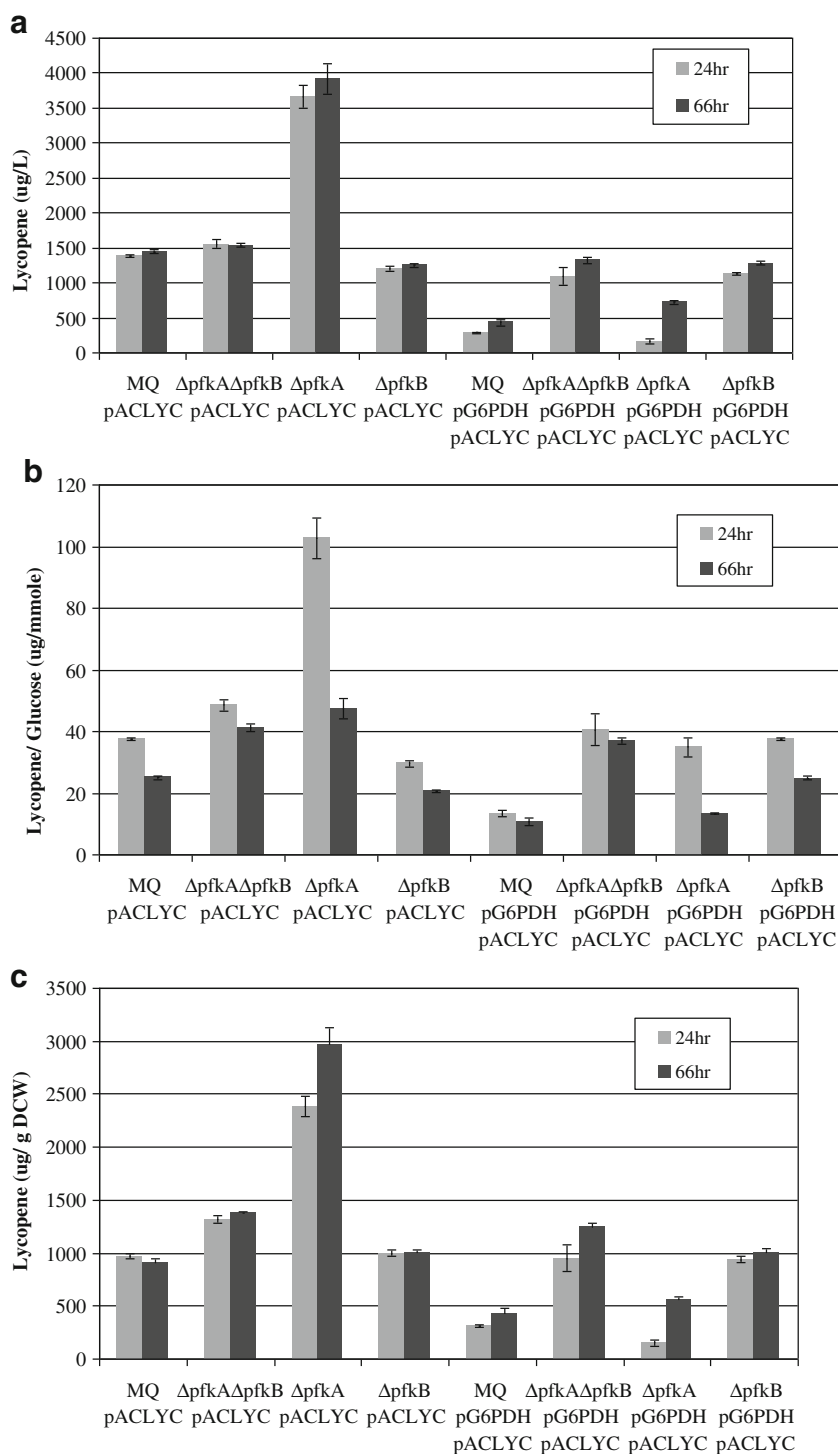 a
Lycopene (ug/L)
4500
4000
3500
3000
2500
2000
1500
1000
500
0
24hr
66hr
MQ ΔpfkAΔpfkB ΔpfkA ΔpfkB MQ ΔpfkAΔpfkB ΔpfkA ΔpfkB
pACLYC pACLYC pACLYC pACLYC pG6PDH pG6PDH pG6PDH pG6PDH
pACLYC pACLYC pACLYC pACLYC
b
Lycopene/ Glucose (ug/mmole)
120
100
80
60
40
20
0
24hr
66hr
MQ ΔpfkAΔpfkB ΔpfkA ΔpfkB MQ ΔpfkAΔpfkB ΔpfkA ΔpfkB
pACLYC pACLYC pACLYC pACLYC pG6PDH pG6PDH pG6PDH pG6PDH
pACLYC pACLYC pACLYC pACLYC
c
Lycopene (ug/ g DCW)
3500
3000
2500
2000
1500
1000
500
0
24hr
66hr
MQ ΔpfkAΔpfkB ΔpfkA ΔpfkB MQ ΔpfkAΔpfkB ΔpfkA ΔpfkB
pACLYC pACLYC pACLYC pACLYC pG6PDH pG6PDH pG6PDH pG6PDH
pACLYC pACLYC pACLYC pACLYC